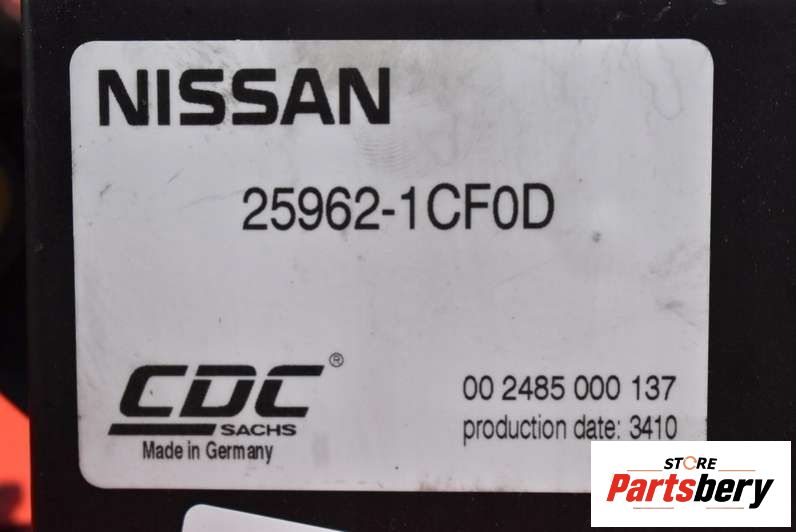 NISSAN
25962-1CF0D
CDC®
SACHS
Made in Germany
00 2485 000 137
production date: 3410
STORE
Partsbery